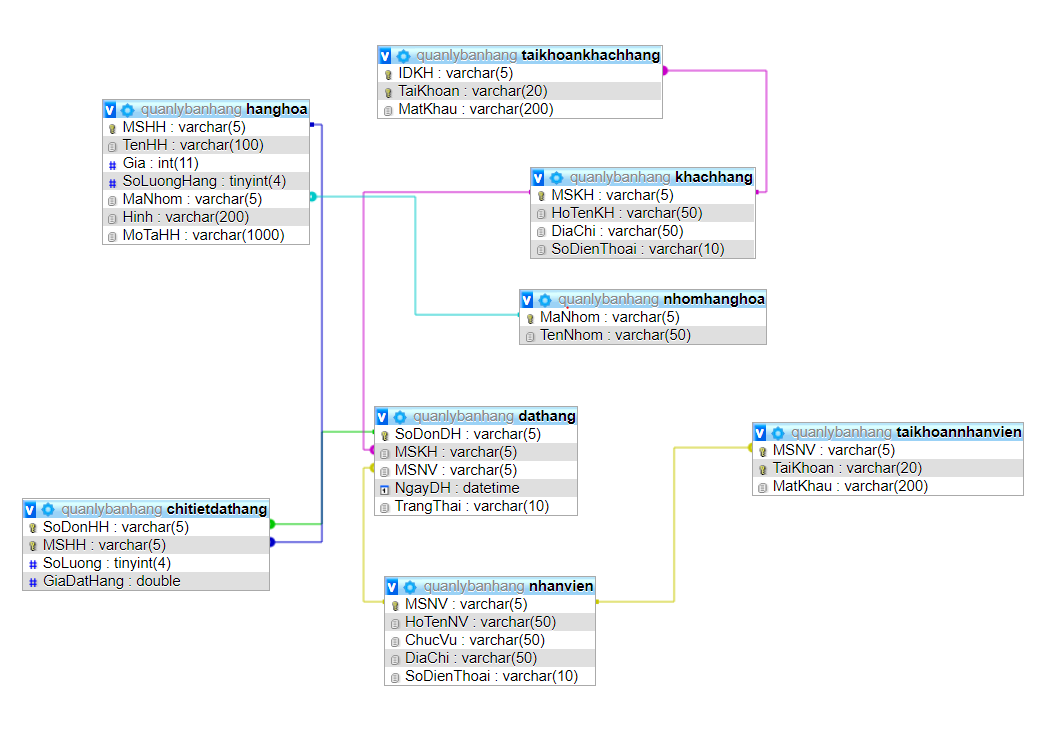 quanlybanhang taikhoankhachhang
IDKH : varchar(5)
TaiKhoan : varchar(20)
MatKhau : varchar(200)
quanlybanhang hanghoa
MSHH : varchar(5)
TenHH : varchar(100)
Gia : int(11)
SoLuongHang : tinyint(4)
MaNhom : varchar(5)
Hinh : varchar(200)
MoTaHH : varchar(1000)
quanlybanhang khachhang
MSKH : varchar(5)
HoTenKH : varchar(50)
DiaChi : varchar(50)
SoDienThoai : varchar(10)
quanlybanhang nhomhanghoa
MaNhom : varchar(5)
TenNhom : varchar(50)
quanlybanhang dathang
SoDonDH : varchar(5)
MSKH : varchar(5)
MSNV : varchar(5)
NgayDH : datetime
TrangThai : varchar(10)
quanlybanhang taikhoannhanvien
MSNV : varchar(5)
TaiKhoan : varchar(20)
MatKhau : varchar(200)
quanlybanhang chitietdathang
SoDonHH : varchar(5)
MSHH : varchar(5)
SoLuong : tinyint(4)
GiaDatHang : double
quanlybanhang nhanvien
MSNV : varchar(5)
HoTenNV : varchar(50)
ChucVu : varchar(50)
DiaChi : varchar(50)
SoDienThoai : varchar(10)